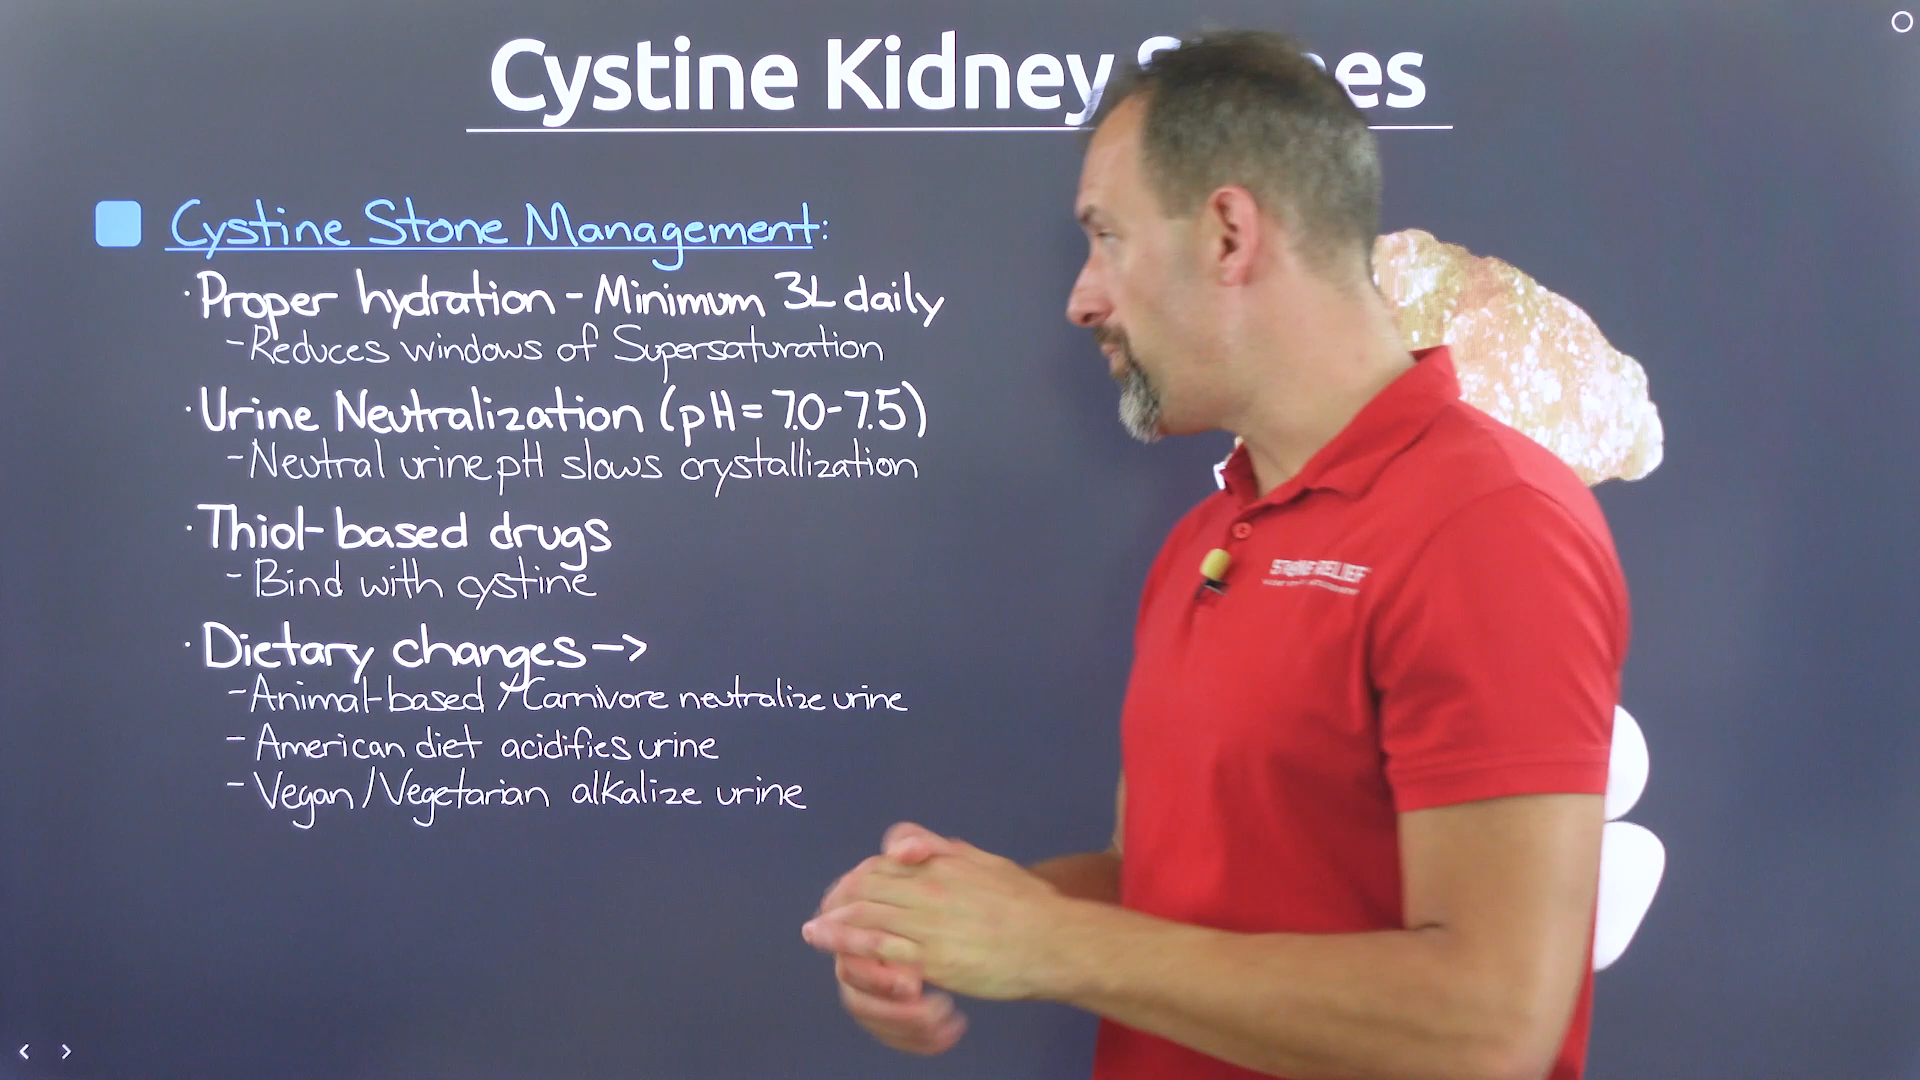 Cystine Kidney
Cystine Stone Management:
· Proper hydration - Minimum 3L daily
- Reduces windows of Supersaturation
· Urine Neutralization (pH = 7.0-7.5)
- Neutral urine pH slows crystallization
· Thiol-based drugs
- Bind with cystine
· Dietary changes ->
- Animal-based / Carnivore neutralize urine
- American diet acidifies urine
- Vegan / Vegetarian alkalize urine
STONE RELIEF